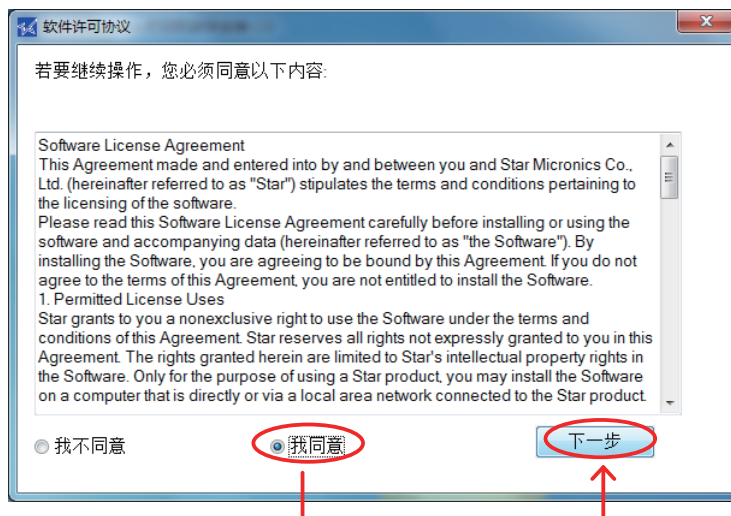 软件许可协议
若要继续操作，您必须同意以下内容:
Software License Agreement
This Agreement made and entered into by and between you and Star Micronics Co.,
Ltd. (hereinafter referred to as "Star") stipulates the terms and conditions pertaining to
the licensing of the software.
Please read this Software License Agreement carefully before installing or using the
software and accompanying data (hereinafter referred to as "the Software"). By
installing the Software, you are agreeing to be bound by this Agreement. If you do not
agree to the terms of this Agreement, you are not entitled to install the Software.
1. Permitted License Uses
Star grants to you a nonexclusive right to use the Software under the terms and
conditions of this Agreement. Star reserves all rights not expressly granted to you in this
Agreement. The rights granted herein are limited to Star's intellectual property rights in
the Software. Only for the purpose of using a Star product, you may install the Software
on a computer that is directly or via a local area network connected to the Star product.
我不同意 我同意 下一步